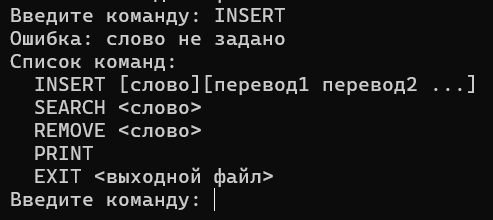 Введите команду: INSERT
Ошибка: слово не задано
Список команд:
INSERT [слово][перевод1 перевод2 ...]
SEARCH <слово>
REMOVE <слово>
PRINT
EXIT <выходной файл>
Введите команду: